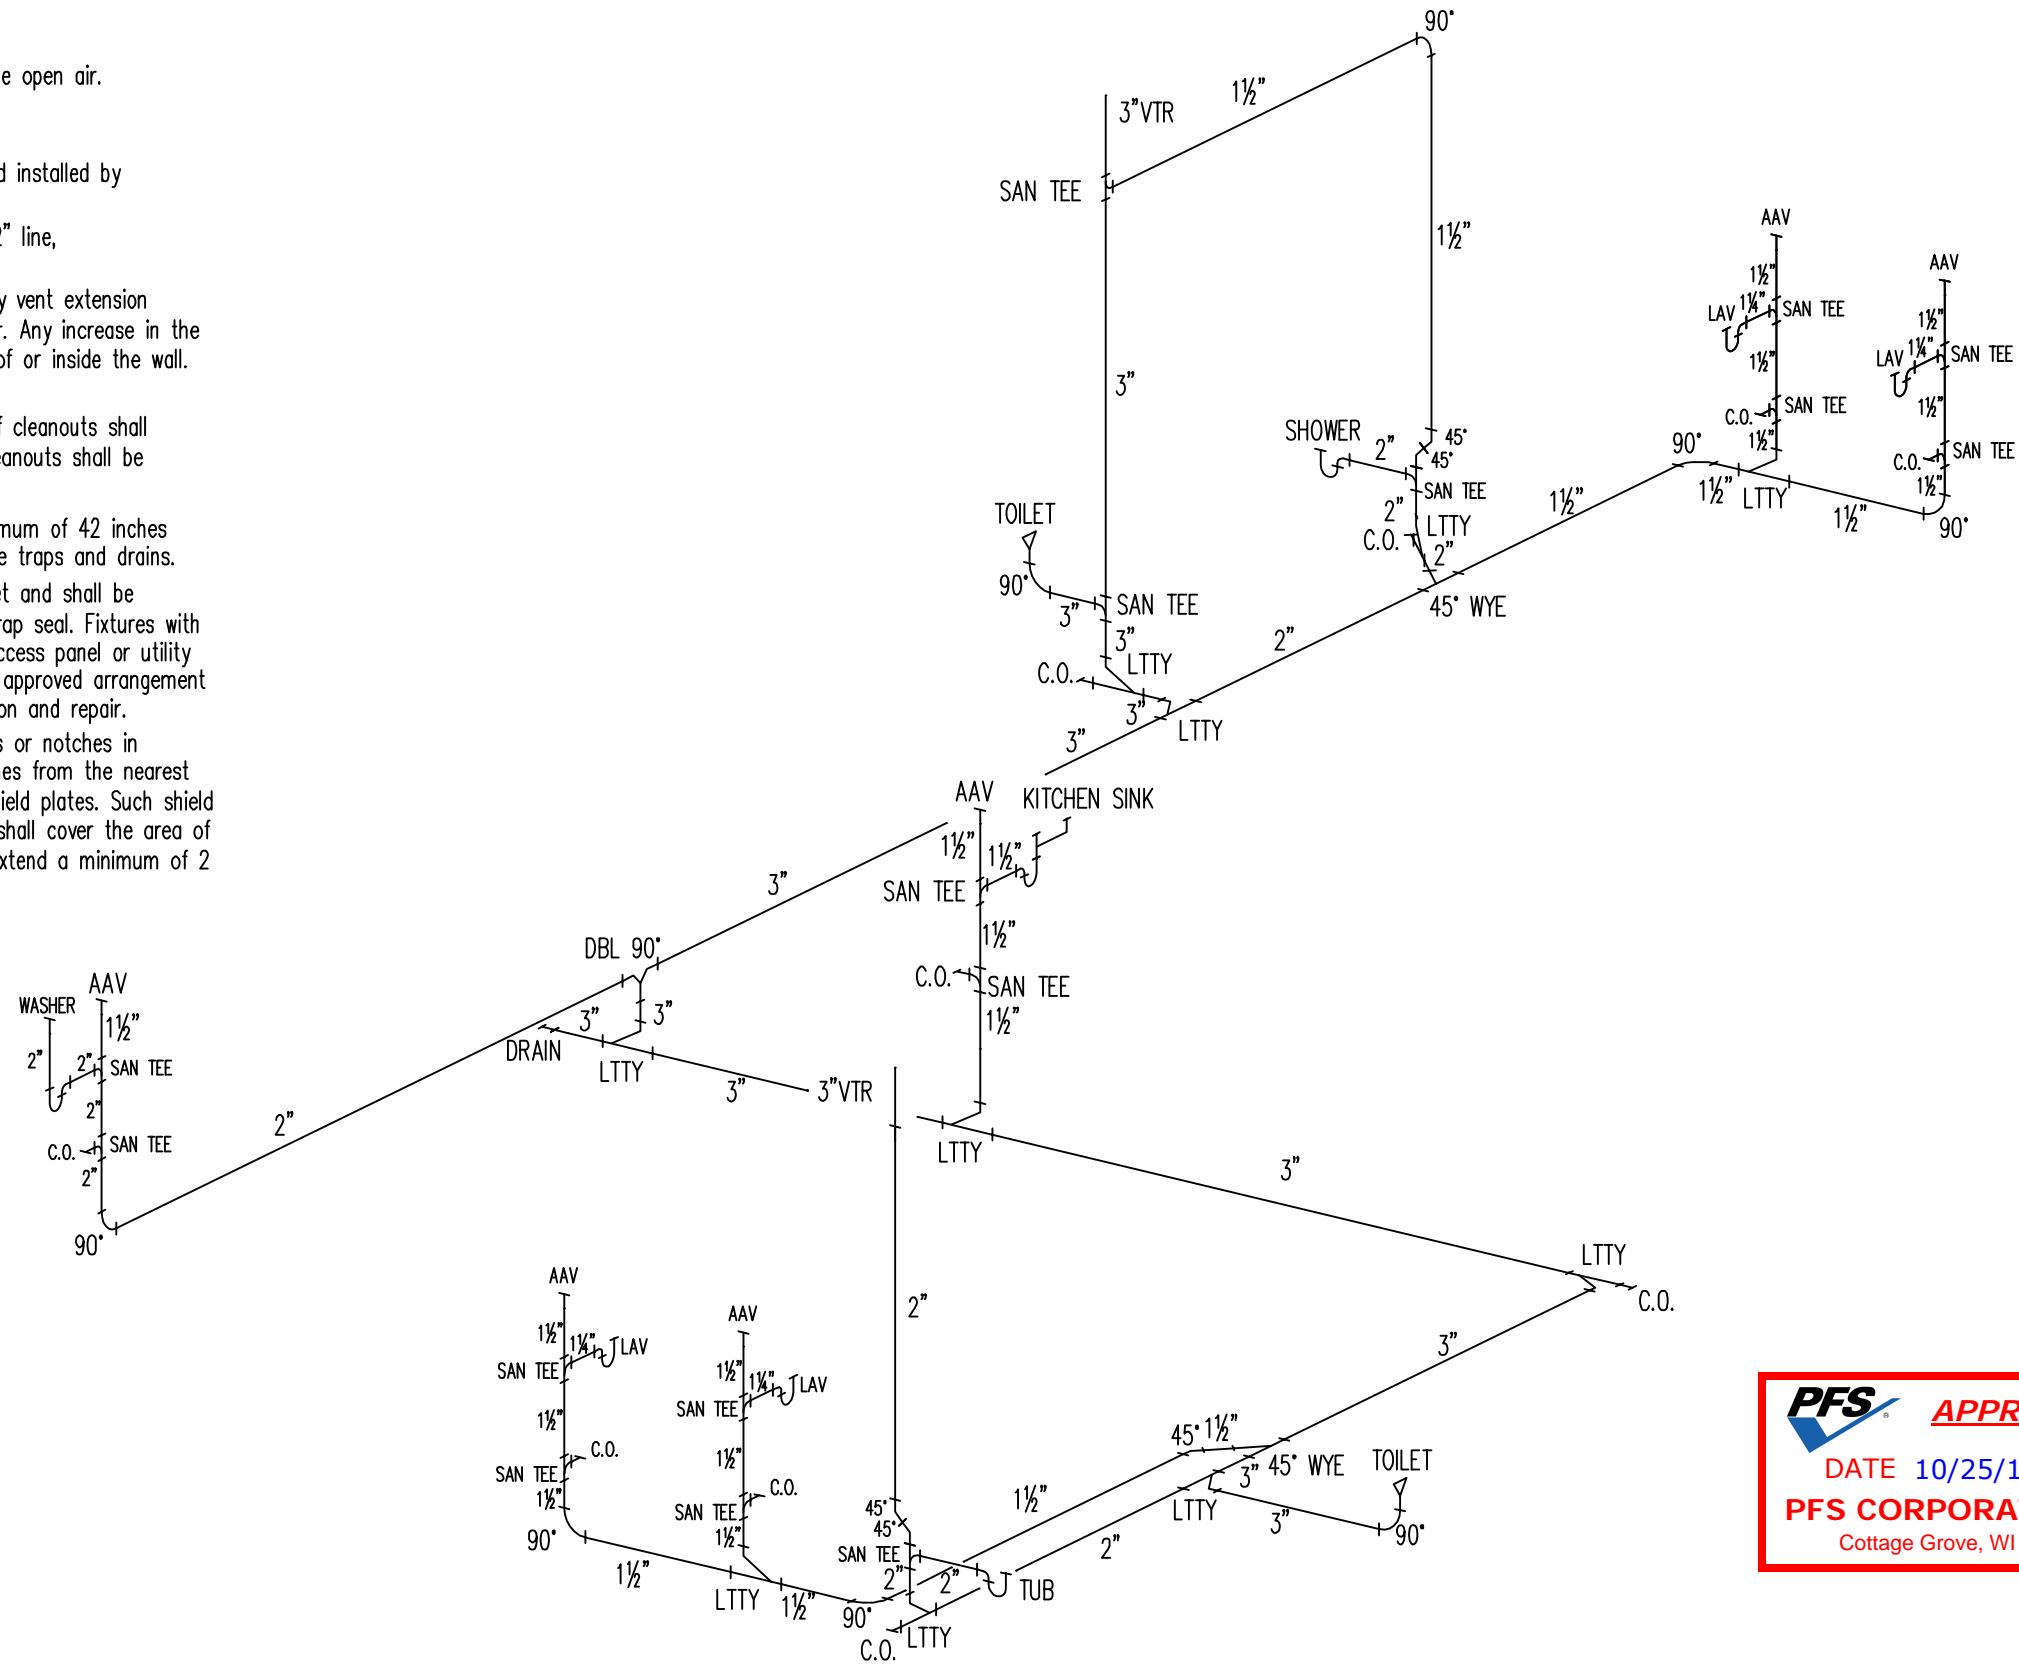 e open air.
d installed by
2" line,
y vent extension
r. Any increase in the
of or inside the wall.
f cleanouts shall
eanouts shall be
mum of 42 inches
e traps and drains.
et and shall be
rap seal. Fixtures with
ccess panel or utility
approved arrangement
on and repair.
s or notches in
nes from the nearest
ield plates. Such shield
shall cover the area of
xtend a minimum of 2
90°
1½"
3"VTR
SAN TEE
1½"
3"
AAV
1½"
LAV
1¼"
SAN TEE
1½"
C.O.
SAN TEE
1½"
AAV
1½"
LAV
1¼"
SAN TEE
1½"
C.O.
SAN TEE
1½"
90°
SHOWER
2"
45°
45°
SAN TEE
2"
LTTY
C.O.
2"
45° WYE
1½"
90°
1½"
LTTY
1½"
TOILET
90°
3"
SAN TEE
3"
LTTY
C.O.
3"
LTTY
2"
3"
AAV
KITCHEN SINK
1½"
1½"
SAN TEE
1½"
C.O.
SAN TEE
1½"
LTTY
3"
DBL 90°
3"
3"
DRAIN
LTTY
3"
3"VTR
WASHER
AAV
1½"
2"
2"
SAN TEE
2"
C.O.
SAN TEE
2"
90°
2"
3"
LTTY
C.O.
3"
2"
AAV
1½"
1¼"
LAV
SAN TEE
1½"
C.O.
SAN TEE
1½"
90°
1½"
AAV
1½"
1¼"
LAV
SAN TEE
1½"
C.O.
SAN TEE
1½"
LTTY
1½"
90°
45°
45°
SAN TEE
2"
2"
TUB
C.O.
LTTY
1½"
2"
45°
1½"
45° WYE
3"
LTTY
3"
TOILET
90°
PFS
®
APPR
DATE 10/25/1
PFS CORPORA
Cottage Grove, WI